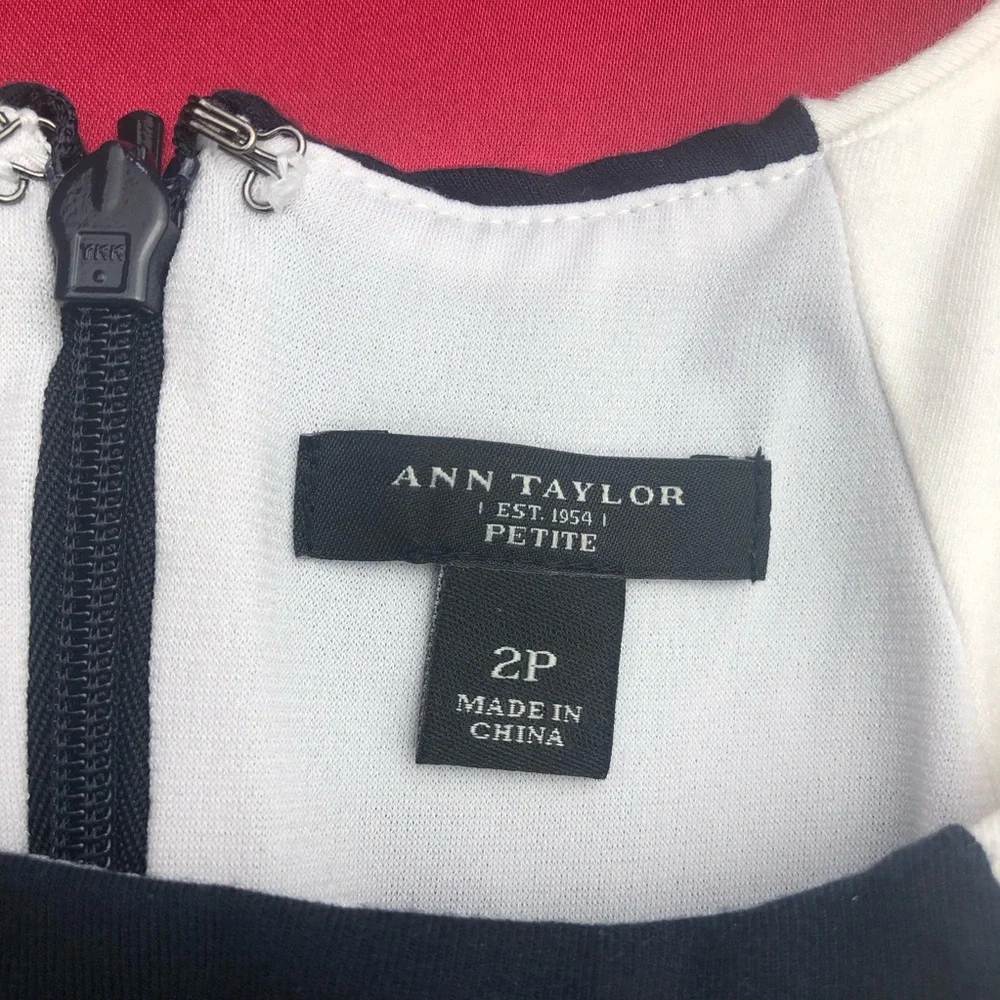 YKK
ANN TAYLOR
EST. 1954
PETITE
2P
MADE IN
CHINA